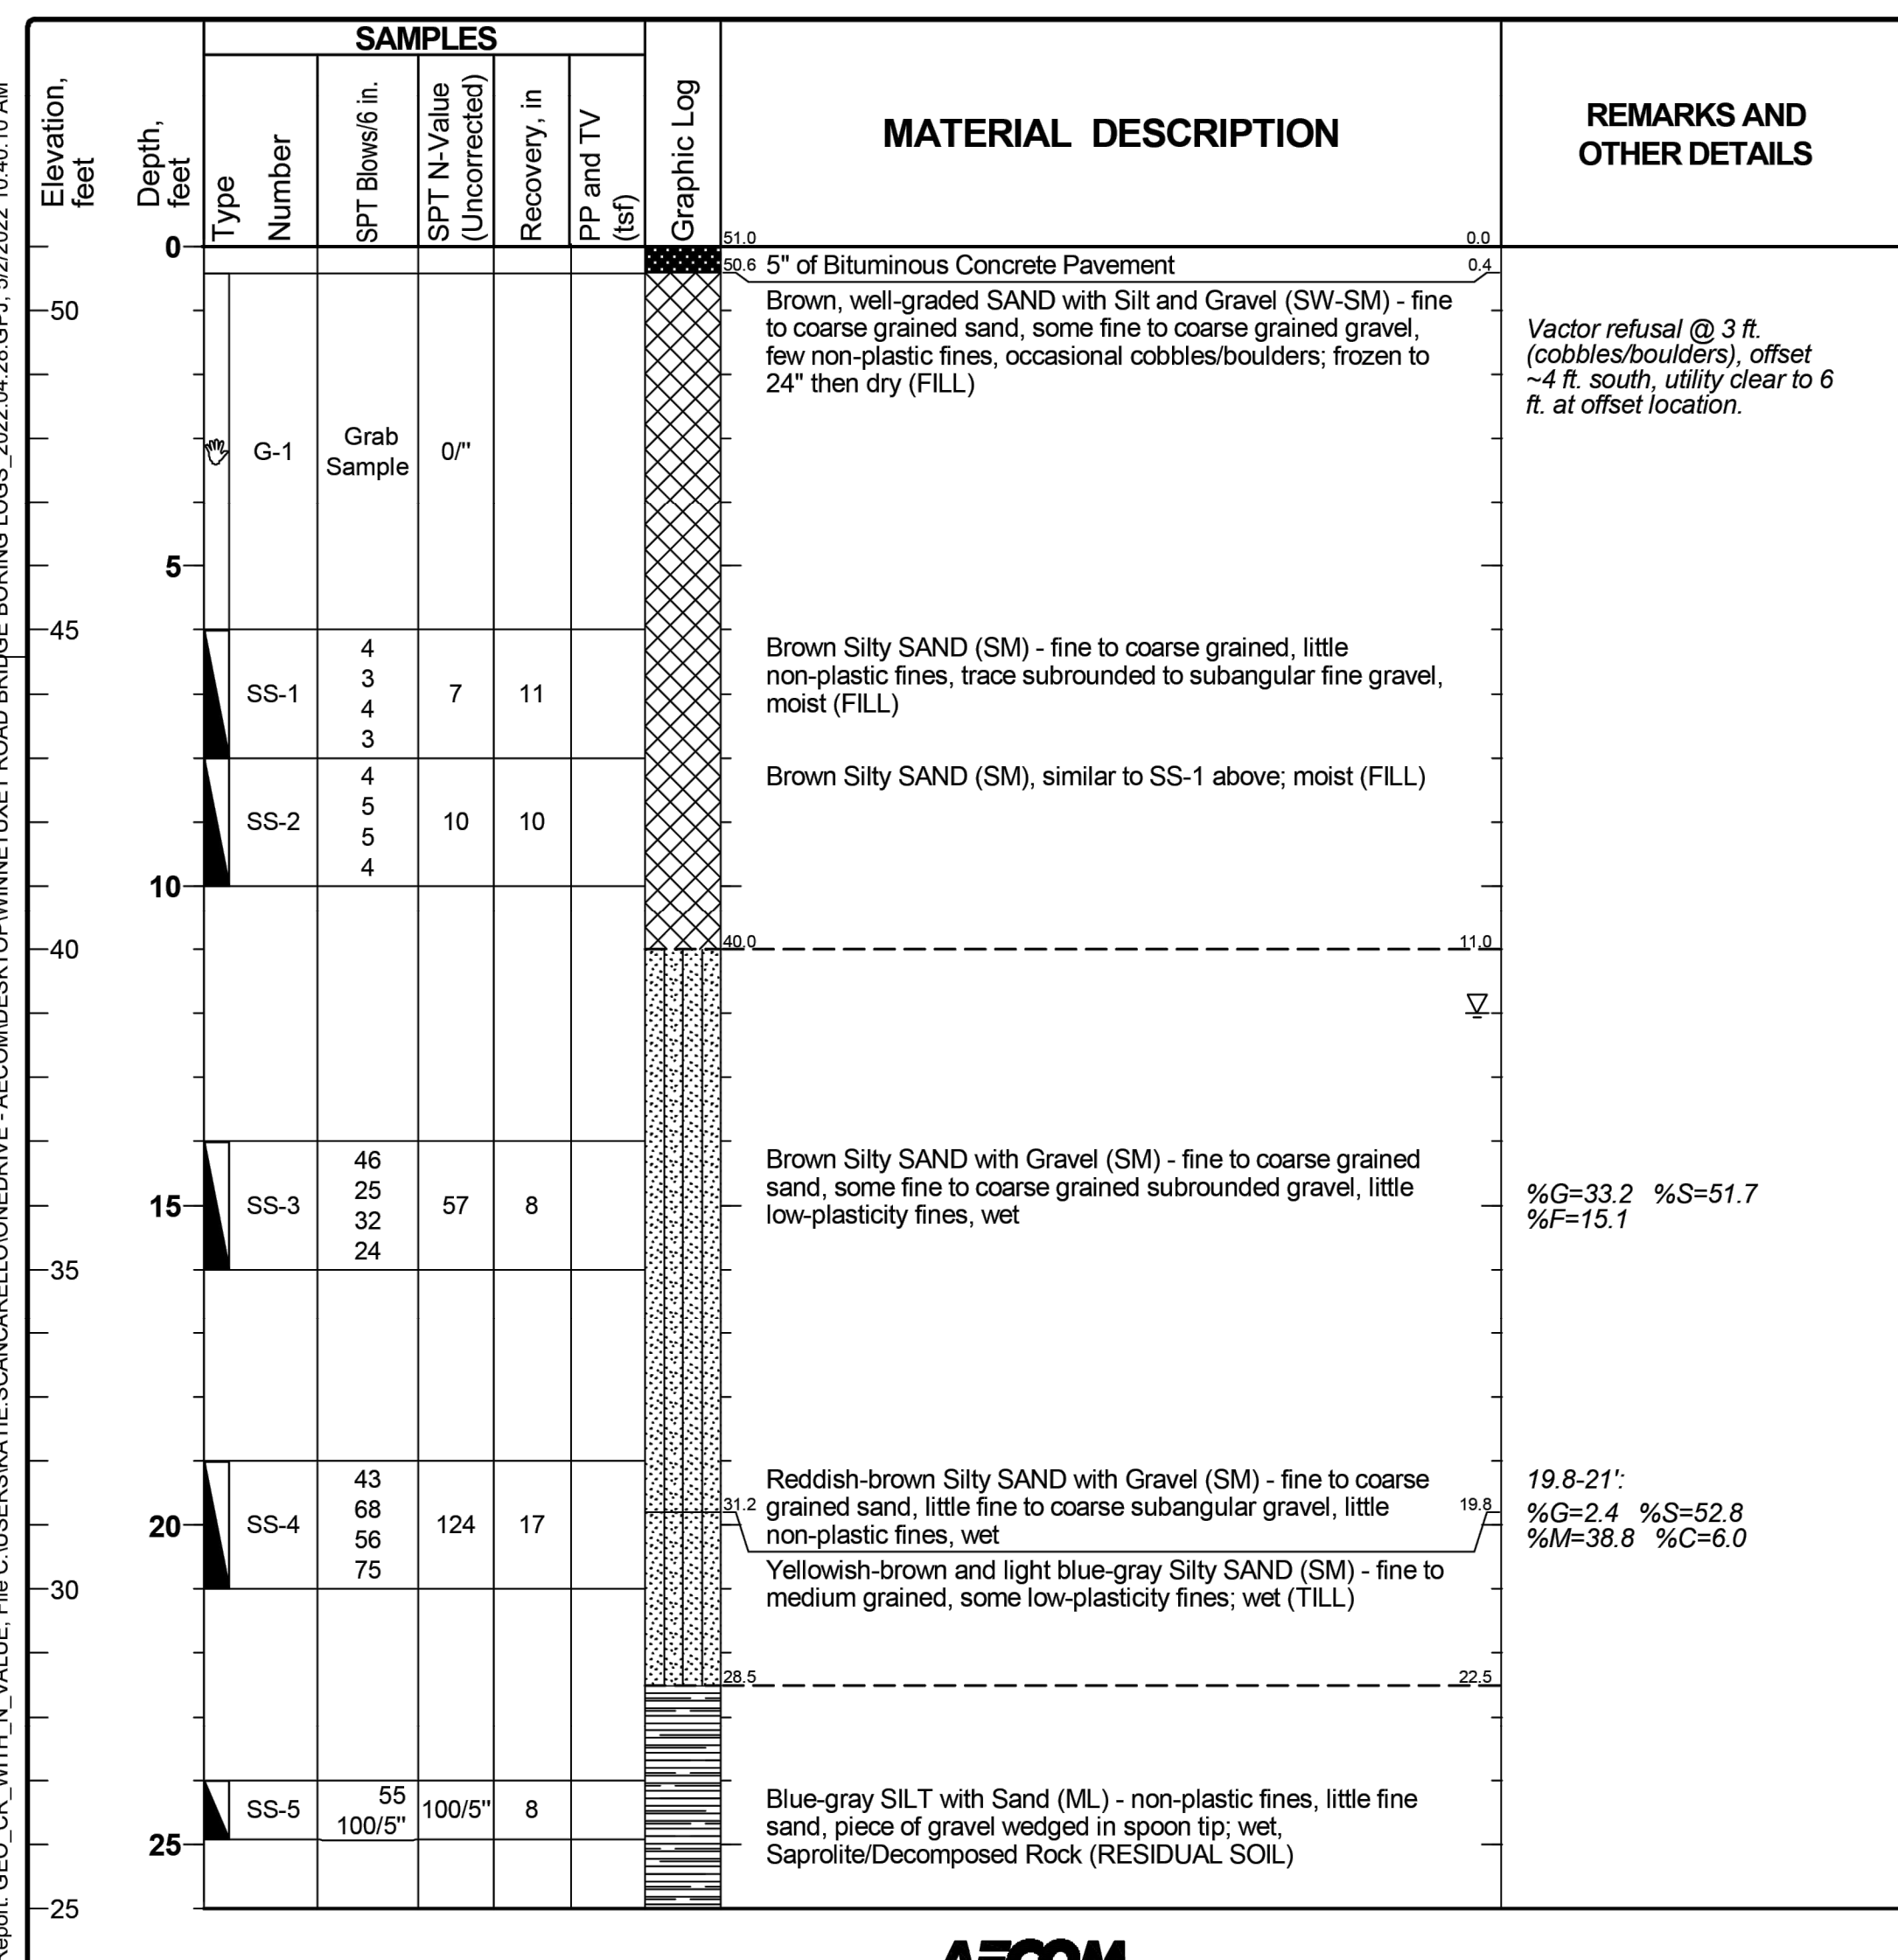 SAMPLES
Elevation,
feet
Depth,
feet
Type
Number
SPT Blows/6 in.
SPT N-Value
(Uncorrected)
Recovery, in
PP and TV
(tsf)
Graphic Log
MATERIAL DESCRIPTION
REMARKS AND
OTHER DETAILS
0
51.0
0.0
50.6 5" of Bituminous Concrete Pavement 0.4
50
Brown, well-graded SAND with Silt and Gravel (SW-SM) - fine
to coarse grained sand, some fine to coarse grained gravel,
few non-plastic fines, occasional cobbles/boulders; frozen to
24" then dry (FILL)
Vactor refusal @ 3 ft.
(cobbles/boulders), offset
~4 ft. south, utility clear to 6
ft. at offset location.
G-1
Grab
Sample
0/"
5
45
SS-1
4
3
4
3
7
11
Brown Silty SAND (SM) - fine to coarse grained, little
non-plastic fines, trace subrounded to subangular fine gravel,
moist (FILL)
SS-2
4
5
5
4
10
10
Brown Silty SAND (SM), similar to SS-1 above; moist (FILL)
10
40
40.0
11.0
SS-3
46
25
32
24
57
8
Brown Silty SAND with Gravel (SM) - fine to coarse grained
sand, some fine to coarse grained subrounded gravel, little
low-plasticity fines, wet
%G=33.2 %S=51.7
%F=15.1
15
35
SS-4
43
68
56
75
124
17
Reddish-brown Silty SAND with Gravel (SM) - fine to coarse
31.2 grained sand, little fine to coarse subangular gravel, little 19.8
non-plastic fines, wet
Yellowish-brown and light blue-gray Silty SAND (SM) - fine to
medium grained, some low-plasticity fines; wet (TILL)
19.8-21':
%G=2.4 %S=52.8
%M=38.8 %C=6.0
20
30
28.5
22.5
SS-5
55
100/5"
100/5"
8
Blue-gray SILT with Sand (ML) - non-plastic fines, little fine
sand, piece of gravel wedged in spoon tip; wet,
Saprolite/Decomposed Rock (RESIDUAL SOIL)
25
25
AECOM